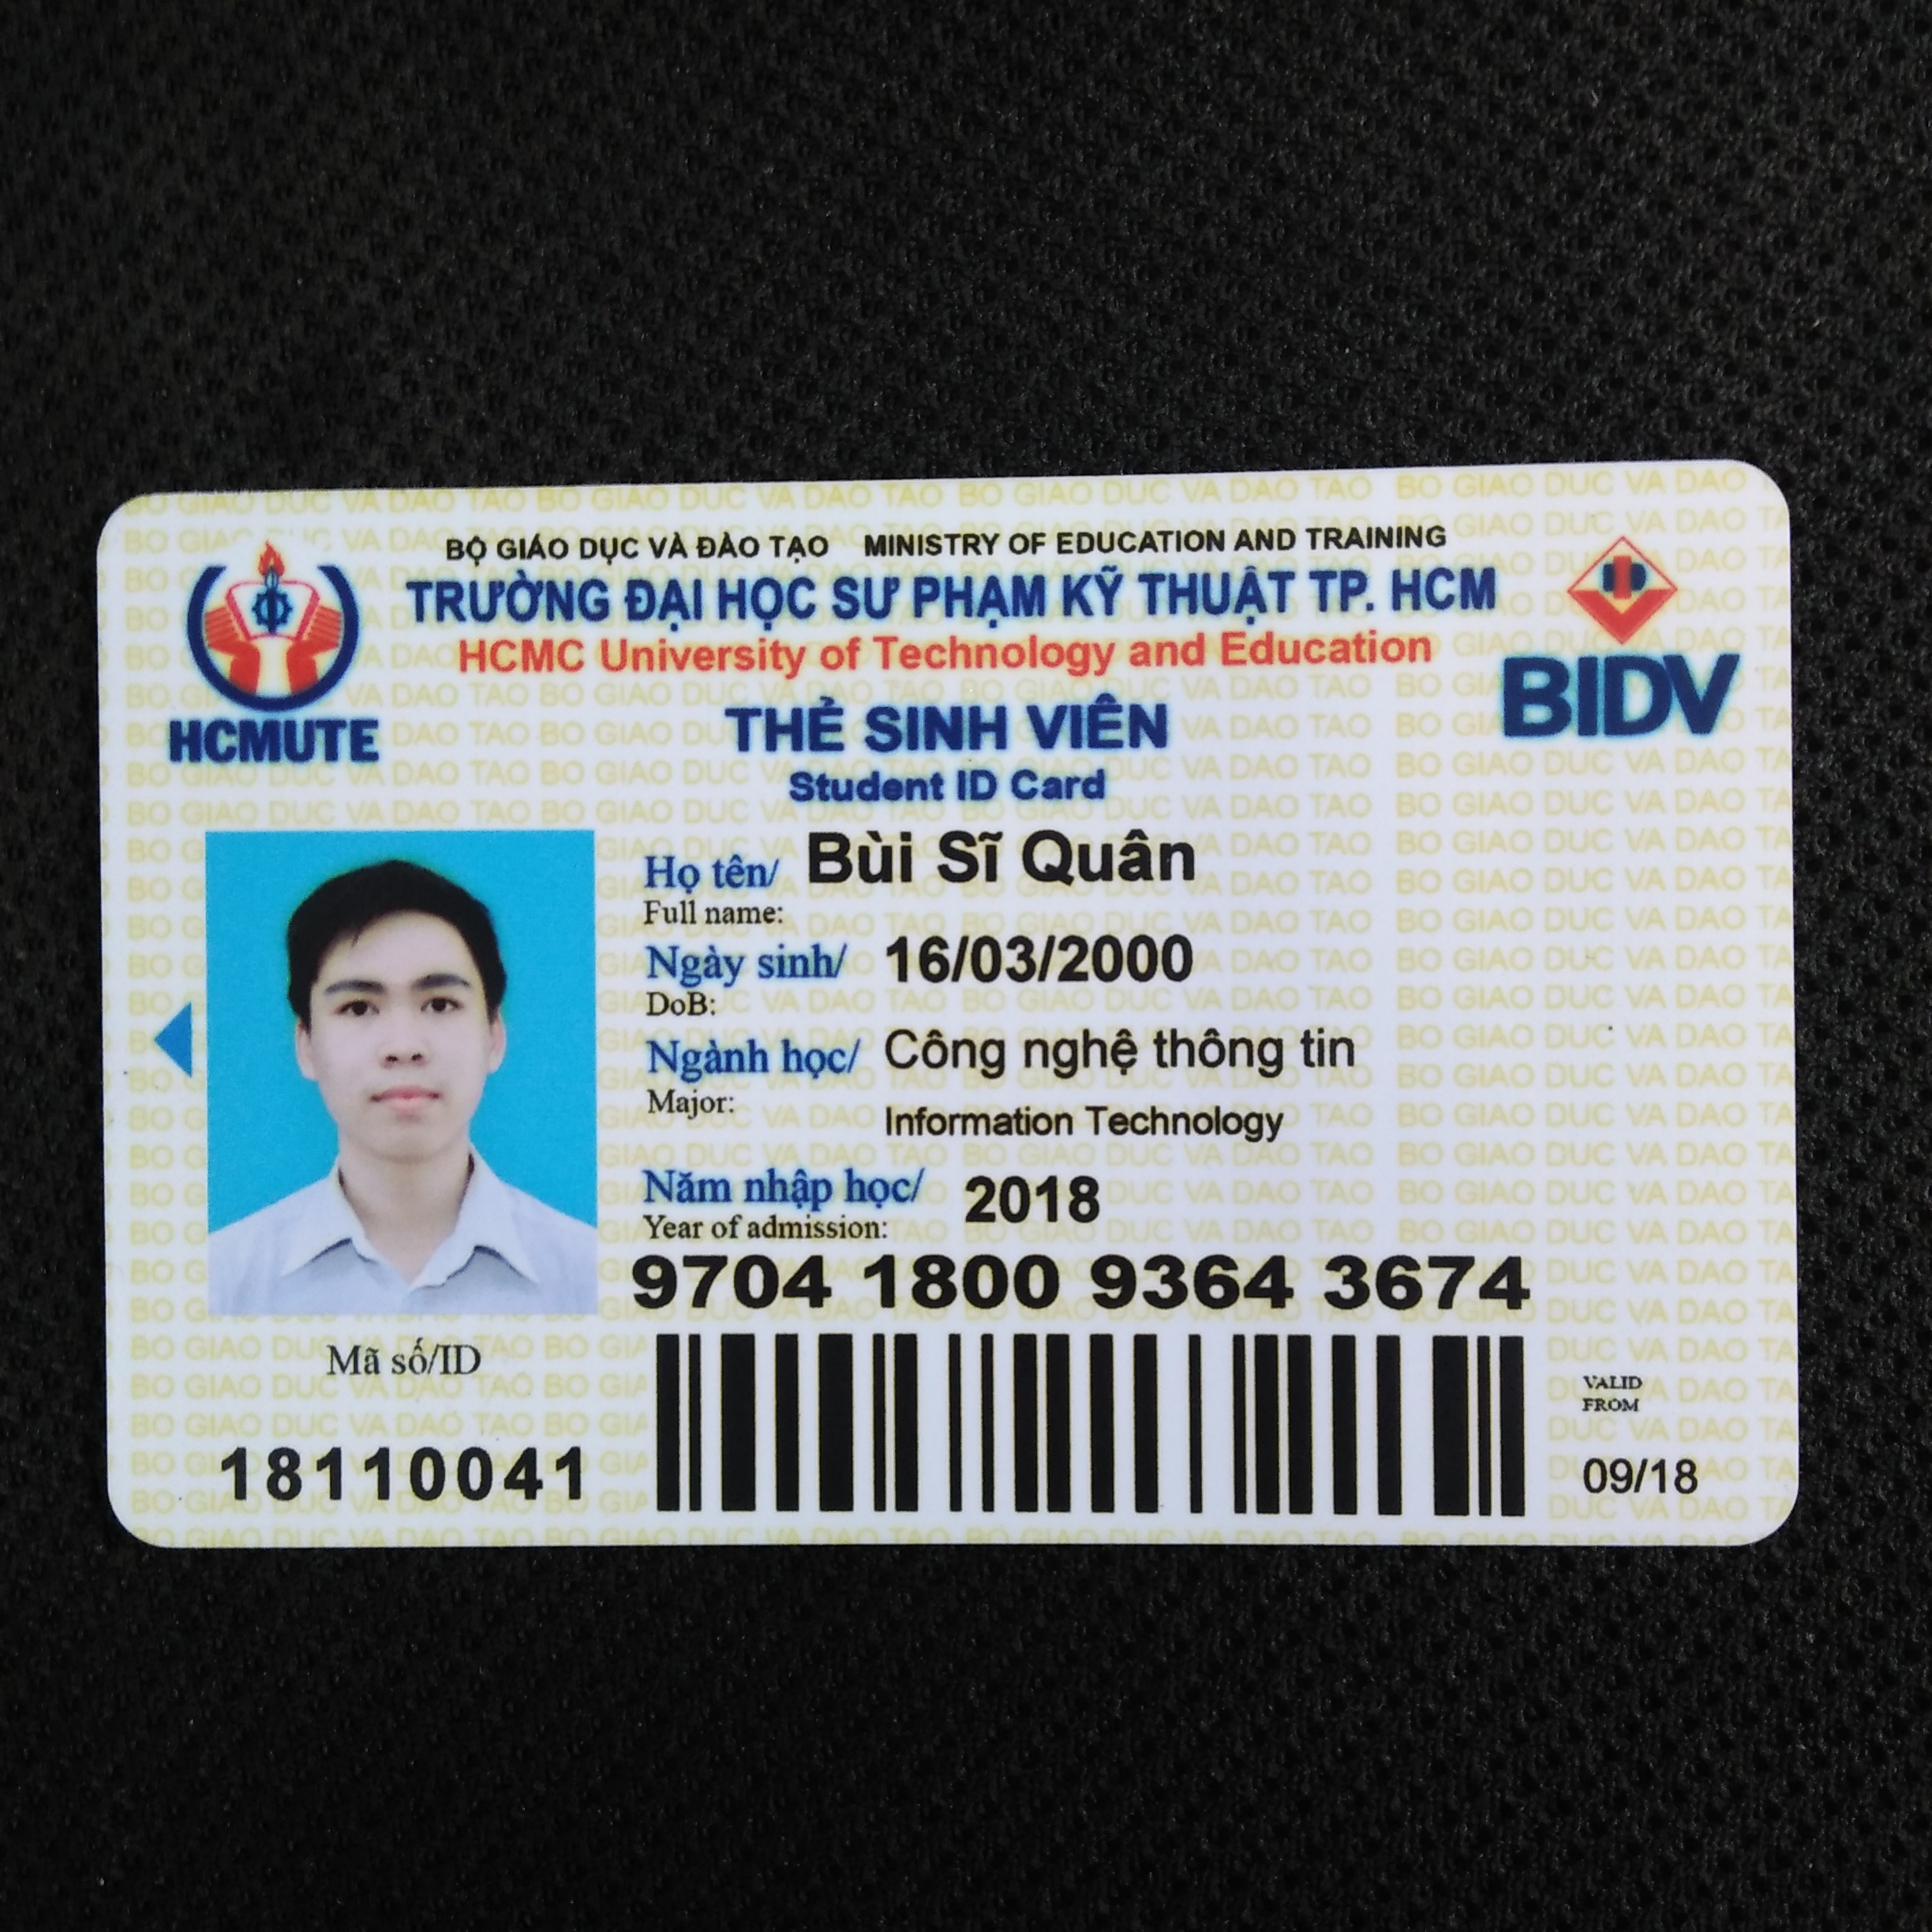 BỘ GIÁO DỤC VÀ ĐÀO TẠO MINISTRY OF EDUCATION AND TRAINING
TRƯỜNG ĐẠI HỌC SƯ PHẠM KỸ THUẬT TP. HCM
HCMC University of Technology and Education
HCMUTE
BIDV
THẺ SINH VIÊN
Student ID Card
Họ tên/ Bùi Sĩ Quân
Full name:
Ngày sinh/ 16/03/2000
DoB:
Ngành học/ Công nghệ thông tin
Major: Information Technology
Năm nhập học/ 2018
Year of admission:
9704 1800 9364 3674
Mã số/ID
18110041
VALID
FROM
09/18